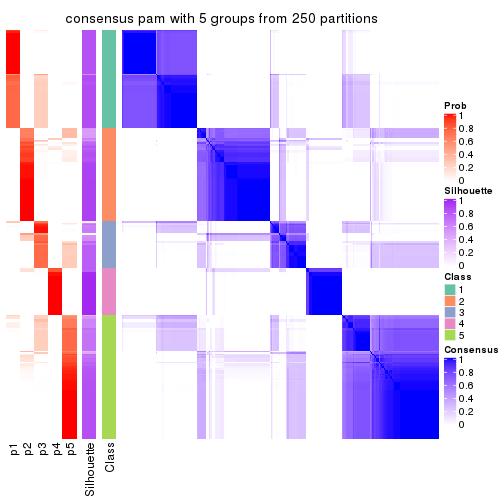 consensus pam with 5 groups from 250 partitions
Prob
1
0.8
0.6
0.4
0.2
0
Silhouette
1
0.8
0.6
0.4
0.2
0
Class
1
2
3
4
5
Consensus
1
0.8
0.6
0.4
0.2
0
p1
p2
p3
p4
p5
Silhouette
Class